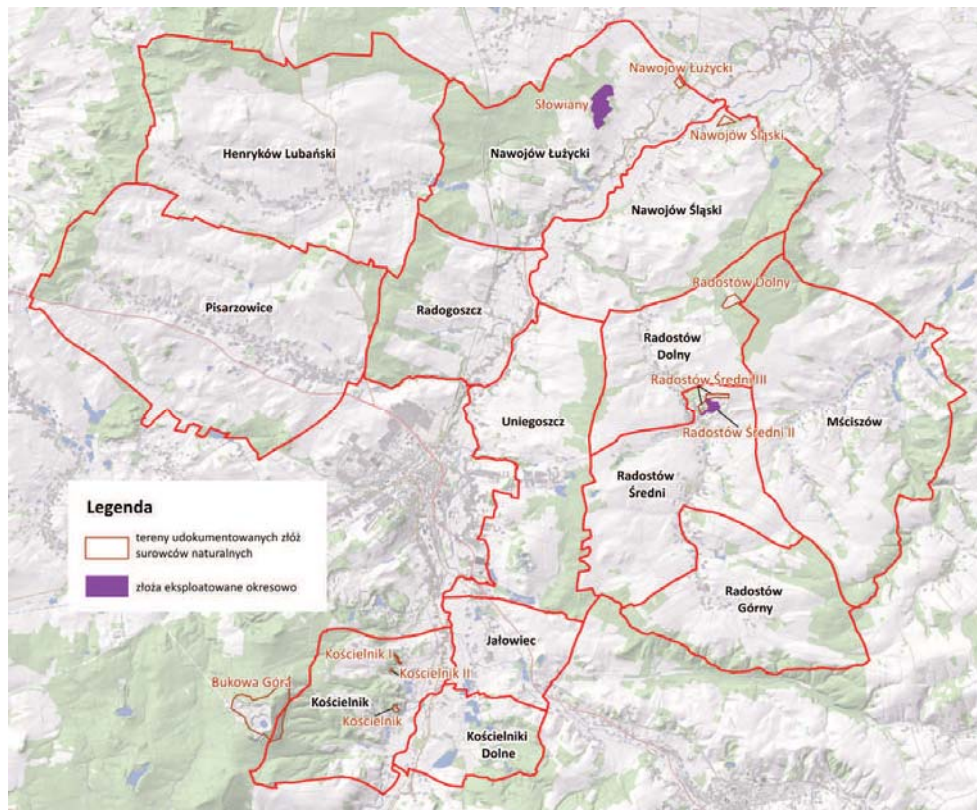 Nawojów Łużycki
Słowiany
Nawojów Śląski
Henryków Lubański
Nawojów Łużycki
Nawojów Śląski
Radostów Dolny
Pisarzowice
Radogoszcz
Radostów
Dolny
Radostów Średni III
Uniegoszcz
Mściszów
Radostów Średni II
Radostów
Średni
Legenda
tereny udokumentowanych złóż
surowców naturalnych
złoża eksploatowane okresowo
Radostów
Górny
Jałowiec
Kościelnik I
Kościelnik II
Bukowa Góra
Kościelnik
Kościelnik
Kościelniki
Dolne